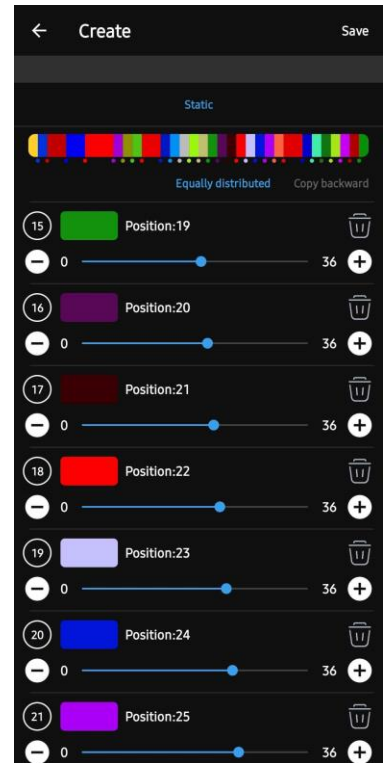 Create Save
Static
Equally distributed Copy backward
15 Position:19
0 36
16 Position:20
0 36
17 Position:21
0 36
18 Position:22
0 36
19 Position:23
0 36
20 Position:24
0 36
21 Position:25
0 36